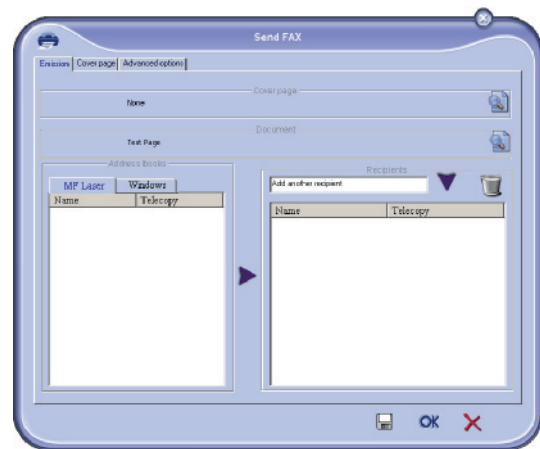 Send FAX
Emission Cover page Advanced options
Cover page
None
Document
Test Page
Address books
MF Laser Windows
Name Telecopy
Recipients
Add another recipient
Name Telecopy
OK